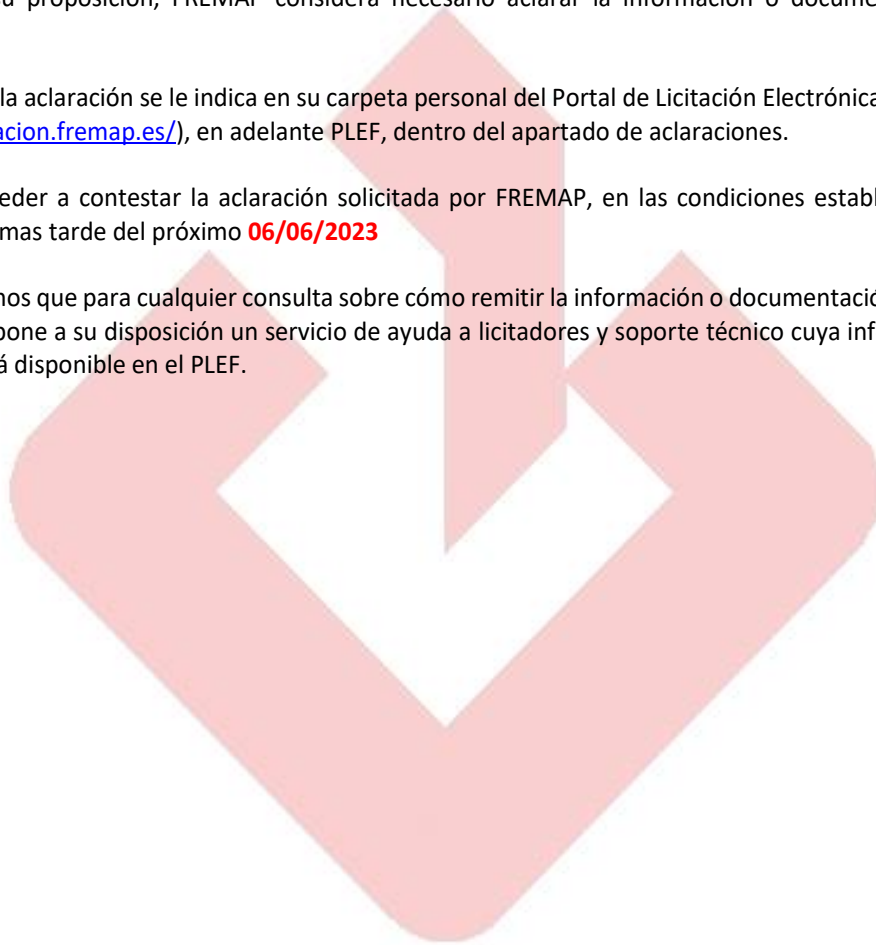 su proposición, FREMAP considera necesario aclarar la información o docume
la aclaración se le indica en su carpeta personal del Portal de Licitación Electrónica
acion.fremap.es/), en adelante PLEF, dentro del apartado de aclaraciones.
eder a contestar la aclaración solicitada por FREMAP, en las condiciones estab
mas tarde del próximo 06/06/2023
nos que para cualquier consulta sobre cómo remitir la información o documentació
pone a su disposición un servicio de ayuda a licitadores y soporte técnico cuya inf
á disponible en el PLEF.